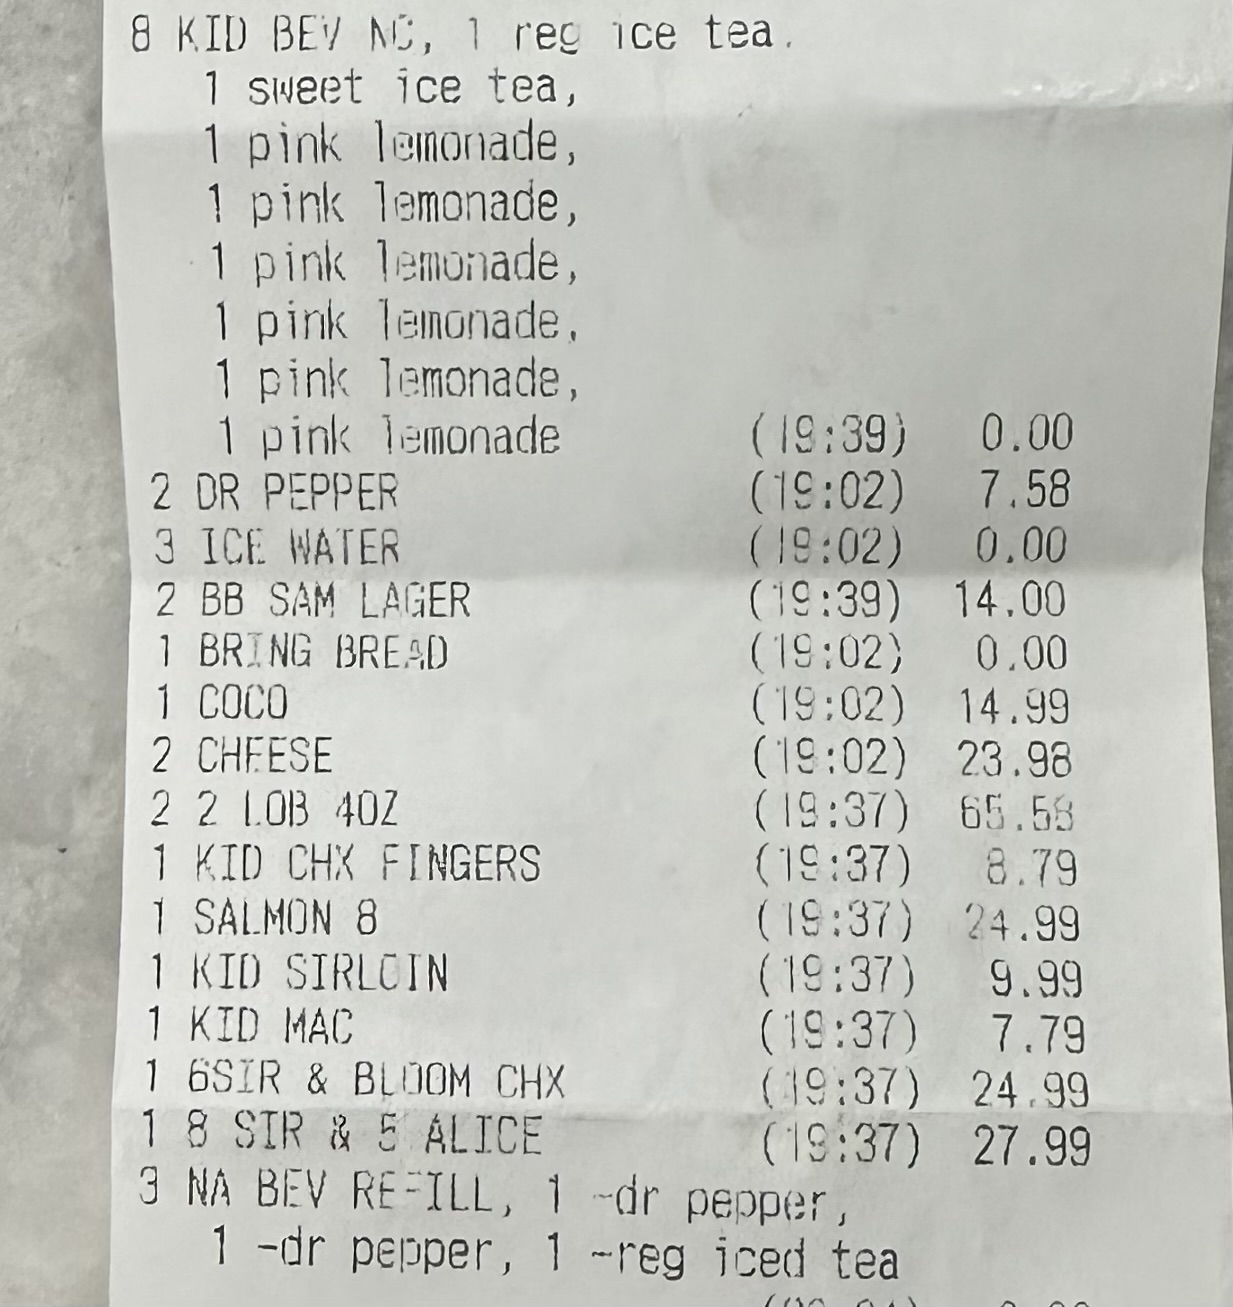 8 KID BEV NC, 1 reg ice tea.
1 sweet ice tea,
1 pink lemonade,
1 pink lemonade,
1 pink lemonade,
1 pink lemonade,
1 pink lemonade,
1 pink lemonade (19:39) 0.00
2 DR PEPPER (19:02) 7.58
3 ICE WATER (19:02) 0.00
2 BB SAM LAGER (19:39) 14.00
1 BRING BREAD (19:02) 0.00
1 COCO (19:02) 14.99
2 CHEESE (19:02) 23.98
2 2 LOB 4OZ (19:37) 65.58
1 KID CHX FINGERS (19:37) 8.79
1 SALMON 8 (19:37) 24.99
1 KID SIRLOIN (19:37) 9.99
1 KID MAC (19:37) 7.79
1 6SIR & BLOOM CHX (19:37) 24.99
1 8 SIR & 5 ALICE (19:37) 27.99
3 NA BEV REFILL, 1 -dr pepper,
1 -dr pepper, 1 -reg iced tea